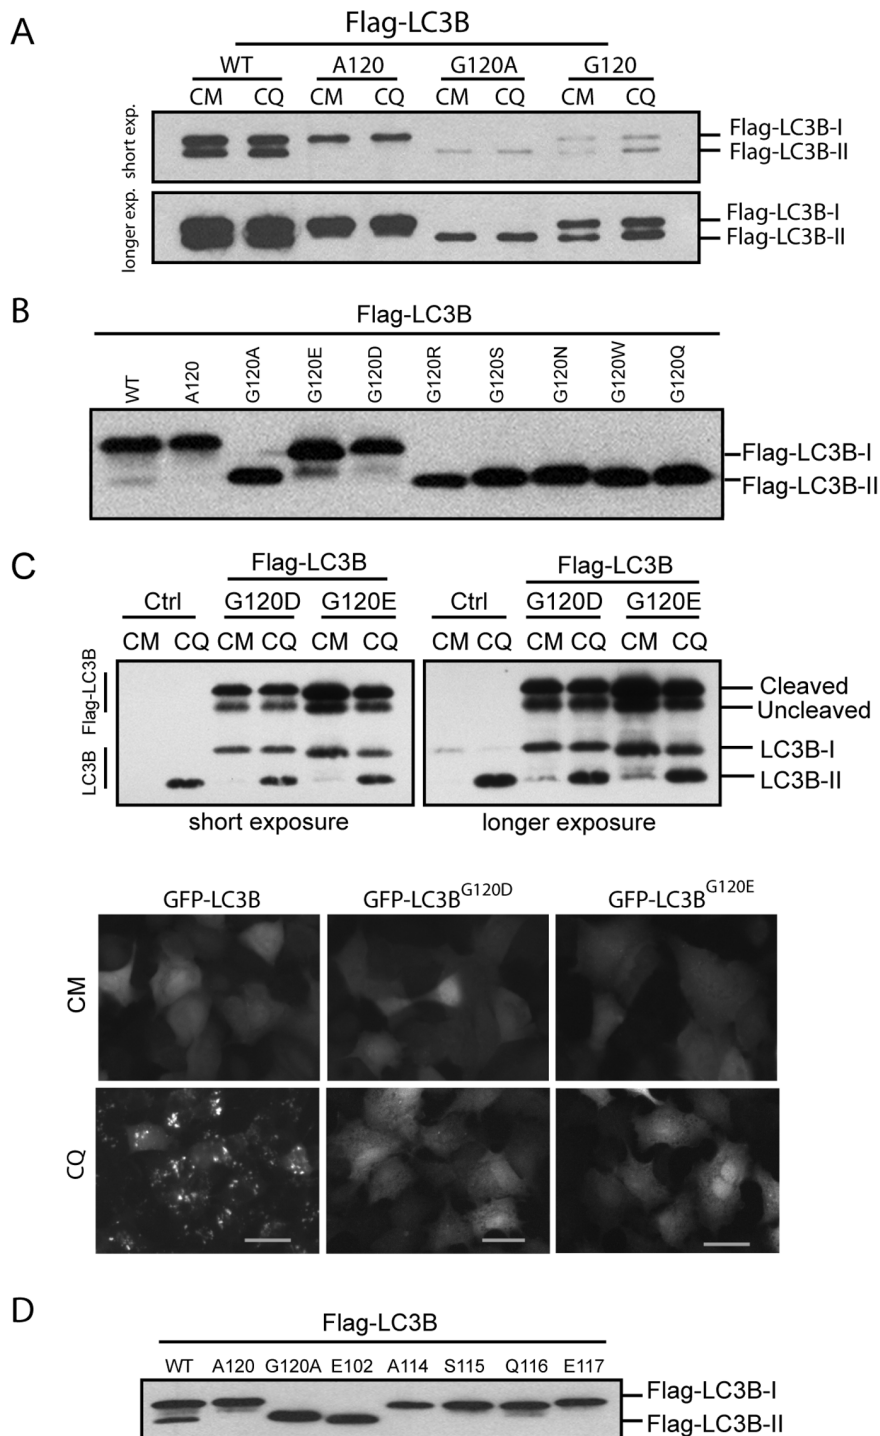 A
Flag-LC3B
WT A120 G120A G120
CM CQ CM CQ CM CQ CM CQ
short exp.
Flag-LC3B-I
Flag-LC3B-II
longer exp.
Flag-LC3B-I
Flag-LC3B-II
B
Flag-LC3B
WT A120 G120A G120E G120D G120R G120S G120N G120W G120Q
Flag-LC3B-I
Flag-LC3B-II
C
Flag-LC3B Flag-LC3B
Ctrl G120D G120E Ctrl G120D G120E
CM CQ CM CQ CM CQ CM CQ CM CQ CM CQ
Flag-LC3B
LC3B
Cleaved
Uncleaved
LC3B-I
LC3B-II
short exposure longer exposure
GFP-LC3B GFP-LC3B G120D GFP-LC3B G120E
CM
CQ
D
Flag-LC3B
WT A120 G120A E102 A114 S115 Q116 E117
Flag-LC3B-I
Flag-LC3B-II